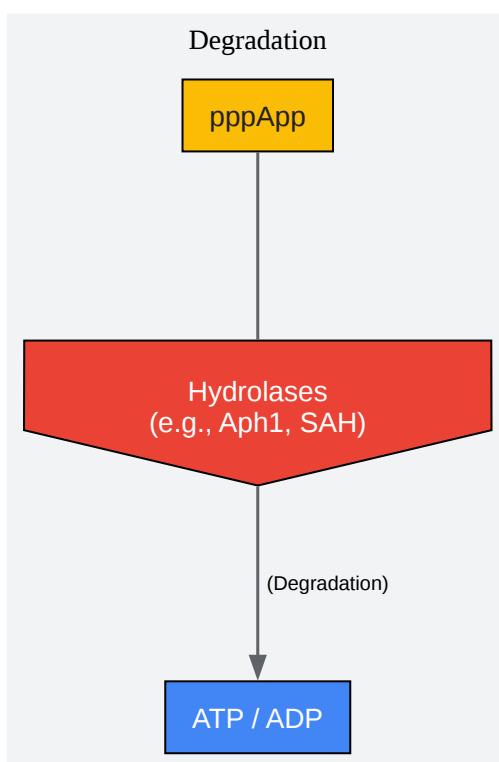 Degradation
pppApp
Hydrolases
(e.g., Aph1, SAH)
(Degradation)
ATP / ADP